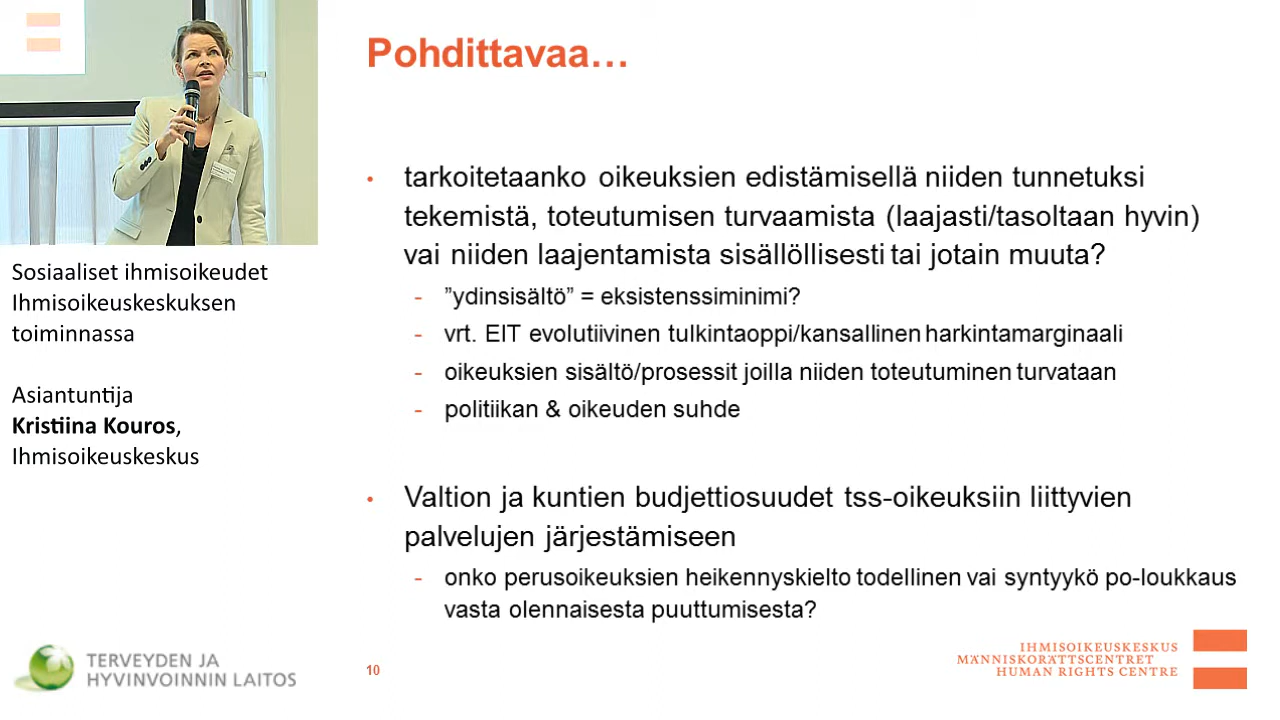 Pohdittavaa…
• tarkoitetaanko oikeuksien edistämisellä niiden tunnetuksi
tekemistä, toteutumisen turvaamista (laajasti/tasoltaan hyvin)
vai niiden laajentamista sisällöllisesti tai jotain muuta?
- ”ydinsisältö” = eksistenssiminimi?
- vrt. EIT evolutiivinen tulkintaoppi/kansallinen harkintamarginaali
- oikeuksien sisältö/prosessit joilla niiden toteutuminen turvataan
- politiikan & oikeuden suhde
• Valtion ja kuntien budjettiosuudet tss-oikeuksiin liittyvien
palvelujen järjestämiseen
- onko perusoikeuksien heikennyskielto todellinen vai syntyykö po-loukkaus
vasta olennaisesta puuttumisesta?
Sosiaaliset ihmisoikeudet
Ihmisoikeuskeskuksen
toiminnassa
Asiantuntija
Kristiina Kouros,
Ihmisoikeuskeskus
TERVEYDEN JA
HYVINVOINNIN LAITOS
10
IHMISOIKEUSKESKUS
MÄNNISKORÄTTSCENTRET
HUMAN RIGHTS CENTRE